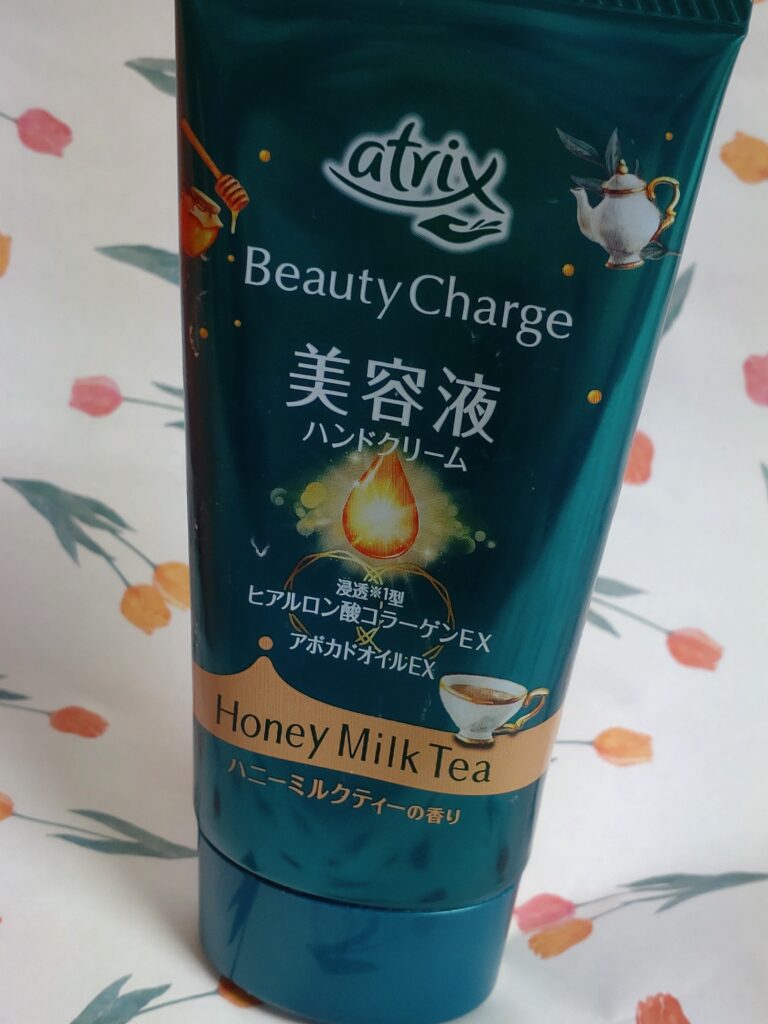 atrix
Beauty Charge
美容液
ハンドクリーム
浸透※1型
ヒアルロン酸コラーゲンEX
アボカドオイルEX
Honey Milk Tea
ハニーミルクティーの香り